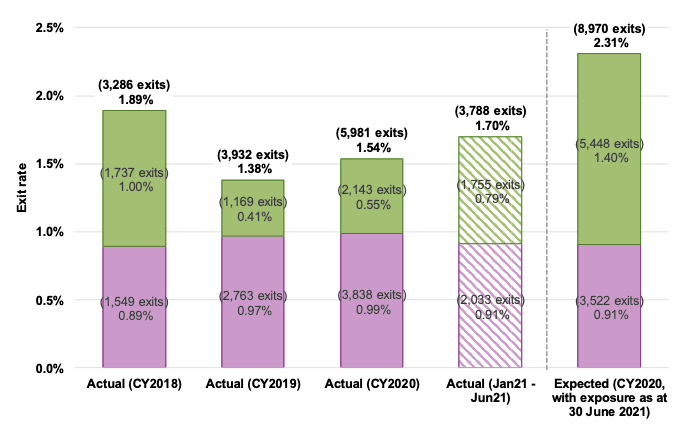 2.5%
2.0%
1.5%
1.0%
0.5%
0.0%
Exit rate
(3,286 exits)
1.89%
(1,737 exits)
1.00%
(1,549 exits)
0.89%
(3,932 exits)
1.38%
(1,169 exits)
0.41%
(2,763 exits)
0.97%
(5,981 exits)
1.54%
(2,143 exits)
0.55%
(3,838 exits)
0.99%
(3,788 exits)
1.70%
(1,755 exits)
0.79%
(2,033 exits)
0.91%
(8,970 exits)
2.31%
(5,448 exits)
1.40%
(3,522 exits)
0.91%
Actual (CY2018)
Actual (CY2019)
Actual (CY2020)
Actual (Jan21 -
Jun21)
Expected (CY2020,
with exposure as at
30 June 2021)